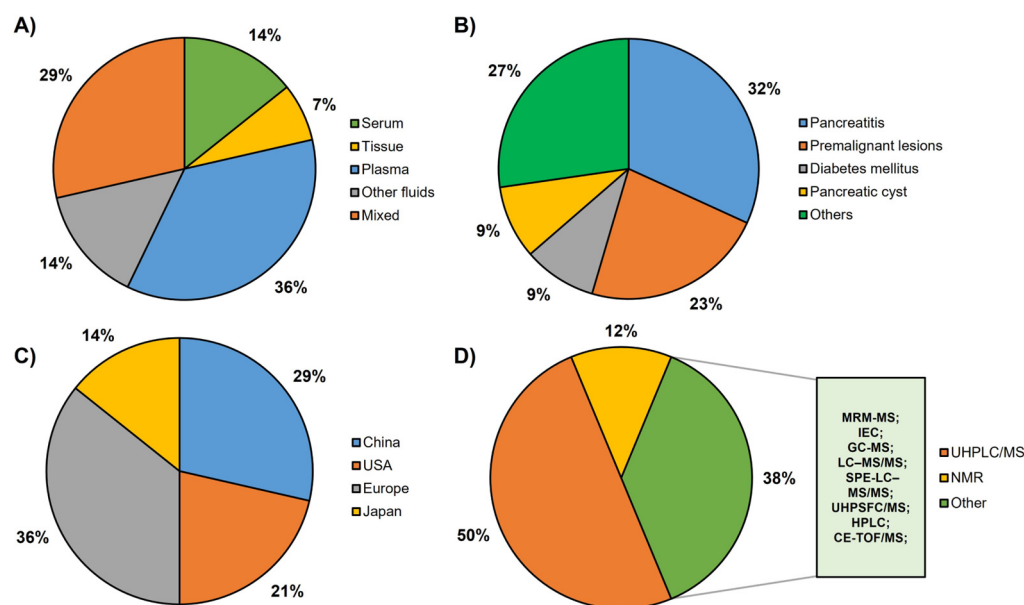 A)
14%
29%
7%
14%
36%
Serum
Tissue
Plasma
Other fluids
Mixed
B)
27%
32%
9%
9%
23%
Pancreatitis
Premalignant lesions
Diabetes mellitus
Pancreatic cyst
Others
C)
14%
29%
36%
21%
China
USA
Europe
Japan
D)
12%
38%
50%
MRM-MS;
IEC;
GC-MS;
LC–MS/MS;
SPE-LC–
MS/MS;
UHPSFC/MS;
HPLC;
CE-TOF/MS;
UHPLC/MS
NMR
Other